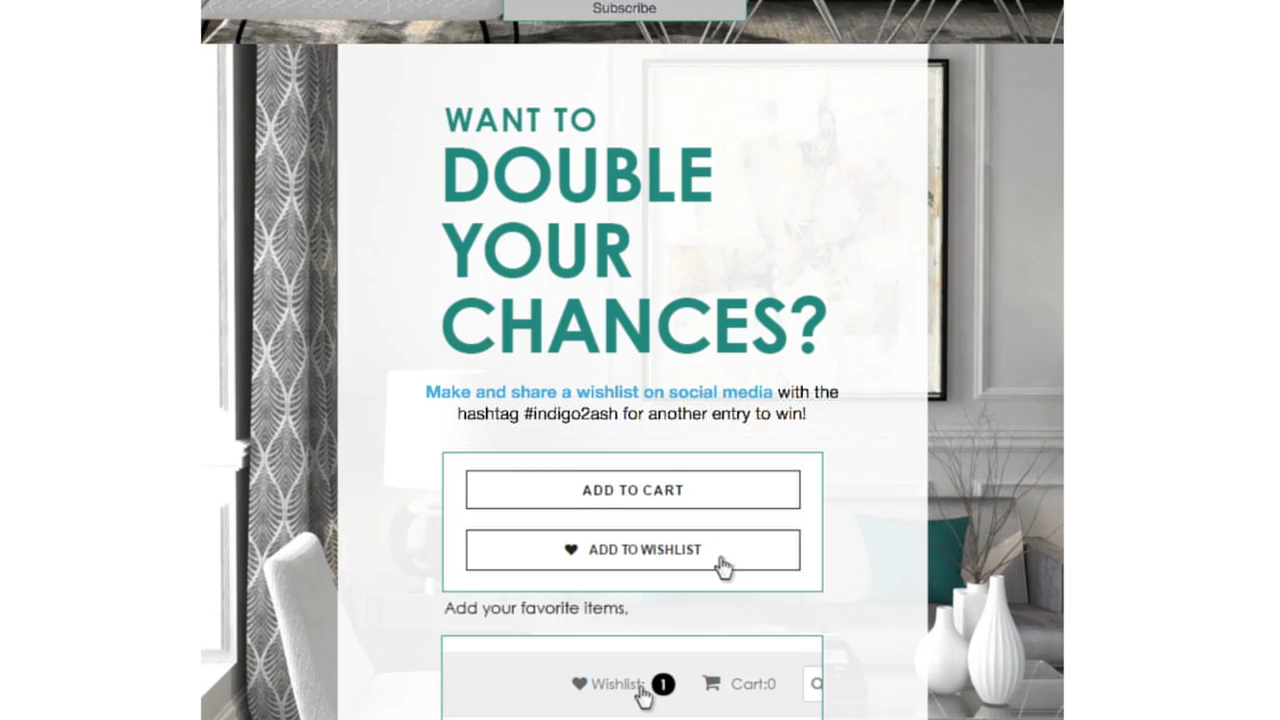 Subscribe
WANT TO
DOUBLE
YOUR
CHANCES?
Make and share a wishlist on social media with the
hashtag #indigo2ash for another entry to win!
ADD TO CART
ADD TO WISHLIST
Add your favorite items,
Wishlist: 1 Cart:0